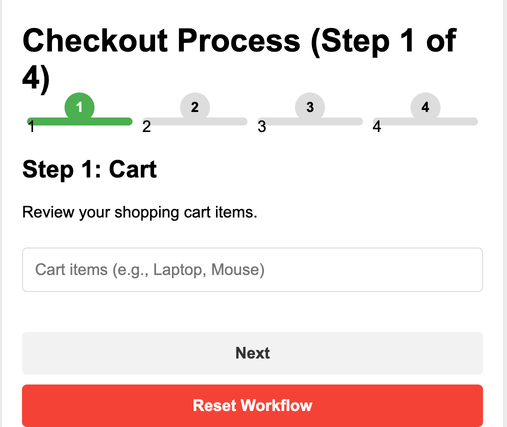 Checkout Process (Step 1 of
4)
1 2 3 4
1 2 3 4
Step 1: Cart
Review your shopping cart items.
Cart items (e.g., Laptop, Mouse)
Next
Reset Workflow